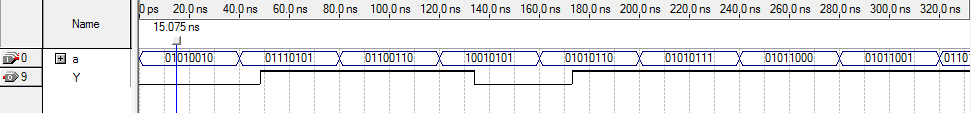 Name
0 ps 20.0 ns 40.0 ns 60.0 ns 80.0 ns 100.0 ns 120.0 ns 140.0 ns 160.0 ns 180.0 ns 200.0 ns 220.0 ns 240.0 ns 260.0 ns 280.0 ns 300.0 ns 320.0 ns
15.075 ns
0 a 01010010 01110101 01100110 10010101 01010110 01010111 01011000 01011001 0110
9 Y